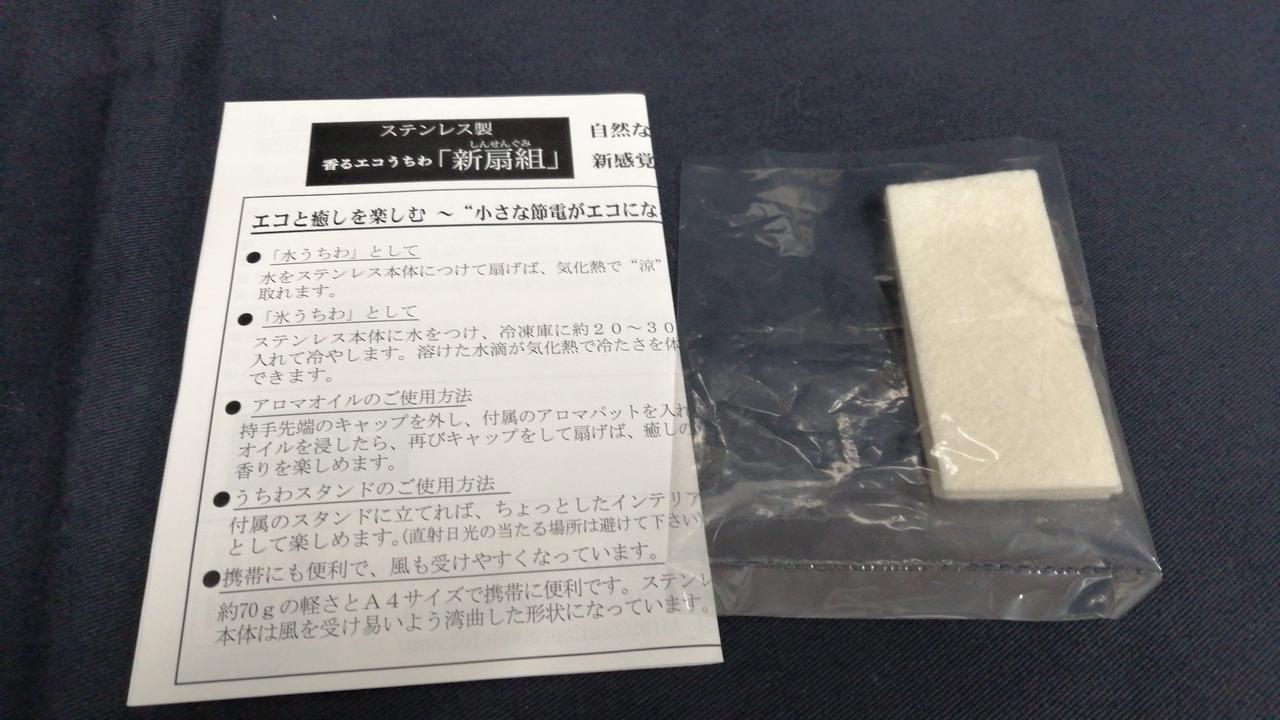 ステンレス製
香るエコうちわ「新扇組」
しんせんぐみ
自然な
新感覚
エコと癒しを楽しむ ～“小さな節電がエコにな
●「水うちわ」として
水をステンレス本体につけて扇げば、気化熱で“涼”
取れます。
●「氷うちわ」として
ステンレス本体に水をつけ、冷凍庫に約２０～３０
入れて冷やします。溶けた水滴が気化熱で冷たさを体
できます。
●アロマオイルのご使用方法
持手先端のキャップを外し、付属のアロマパットを入れ
オイルを浸したら、再びキャップをして扇げば、癒しの
香りを楽しめます。
●うちわスタンドのご使用方法
付属のスタンドに立てれば、ちょっとしたインテリア
として楽しめます。(直射日光の当たる場所は避けて下さい)
●携帯にも便利で、風も受けやすくなっています。
約70ｇの軽さとＡ４サイズで携帯に便利です。ステンレ
本体は風を受け易いよう湾曲した形状になっています。